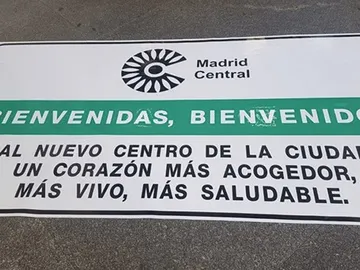 Madrid
Central
BIENVENIDAS, BIENVENIDO
AL NUEVO CENTRO DE LA CIUDAD
UN CORAZÓN MÁS ACOGEDOR,
MÁS VIVO, MÁS SALUDABLE.